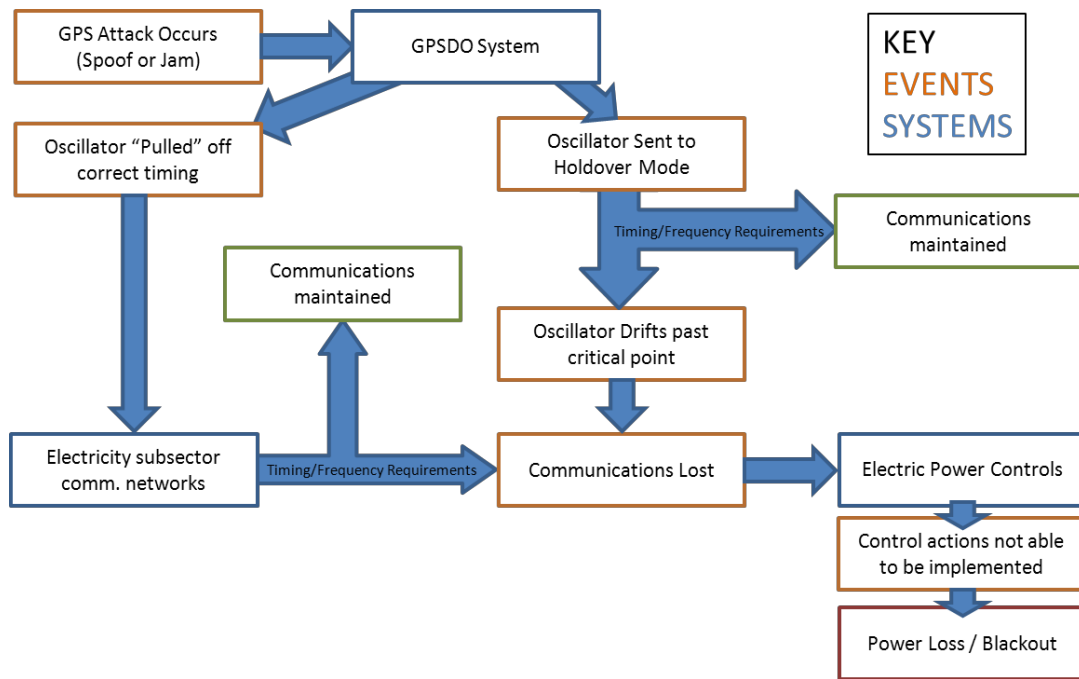 GPS Attack Occurs
(Spoof or Jam)
GPSDO System
KEY
EVENTS
SYSTEMS
Oscillator “Pulled” off
correct timing
Oscillator Sent to
Holdover Mode
Timing/Frequency Requirements
Communications
maintained
Communications
maintained
Oscillator Drifts past
critical point
Electricity subsector
comm. networks
Timing/Frequency Requirements
Communications Lost
Electric Power Controls
Control actions not able
to be implemented
Power Loss / Blackout